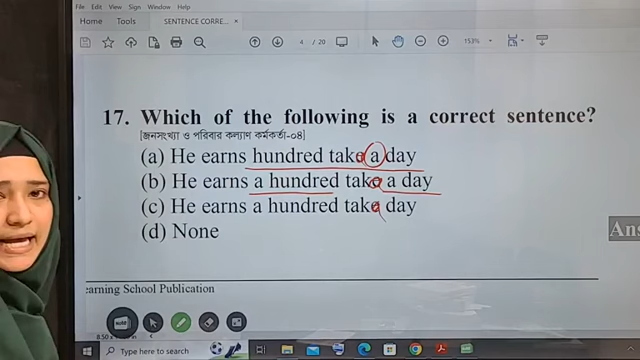 File Edit View Sign Window Help
Home Tools SENTENCE CORRE... ×
4 / 20 153%
17. Which of the following is a correct sentence?
[জনসংখ্যা ও পরিবার কল্যাণ কর্মকর্তা-০৪]
(a) He earns hundred taka a day
(b) He earns a hundred taka a day
(c) He earns a hundred taka day
(d) None
Ans
earning School Publication
8.50 x
Type here to search